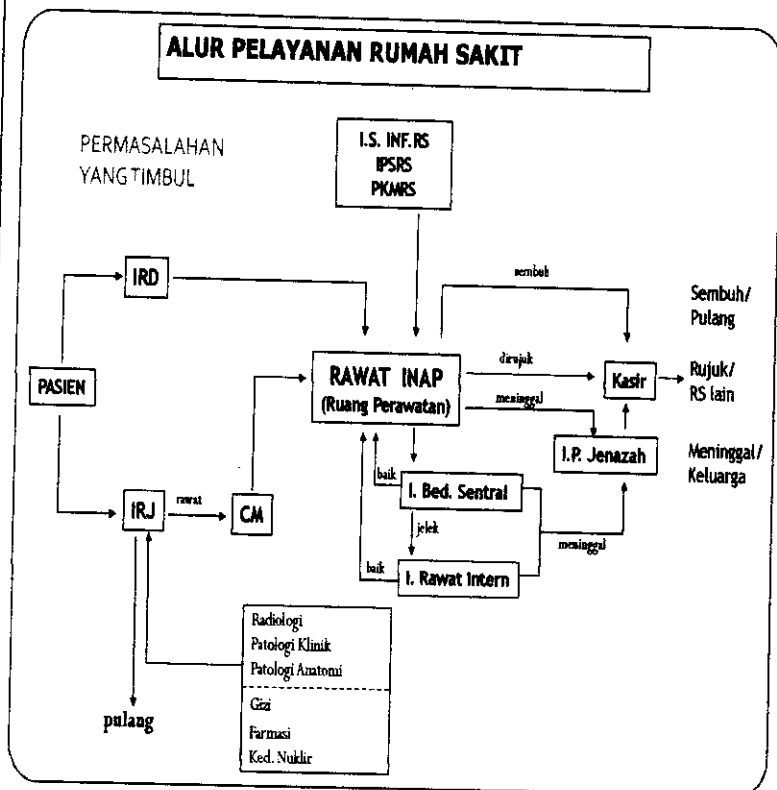 ALUR PELAYANAN RUMAH SAKIT
PERMASALAHAN
YANG TIMBUL
I.S. INF.RS
IPSRS
PKMRS
IRD
sembuh
Sembuh/
Pulang
PASIEN
RAWAT INAP
(Ruang Perawatan)
dirujuk
Kasir
Rujuk/
RS lain
meninggal
I.P. Jenazah
Meninggal/
Keluarga
IRJ
rawat
CM
baik
I. Bed. Sentral
jelek
meninggal
baik
I. Rawat Intern
Radiologi
Patologi Klinik
Patologi Anatomi
Gizi
Farmasi
Ked. Nuklir
pulang